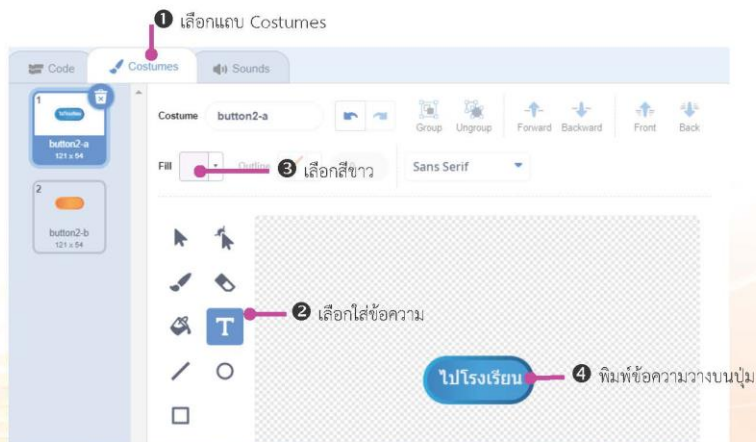 ❶ เลือกแถบ Costumes
Code Costumes Sounds
1
button2-a
121 x 54
2
button2-b
121 x 54
Costume button2-a Group Ungroup Forward Backward Front Back
Fill Outline ❸ เลือกสีขาว Sans Serif
T ❷ เลือกใส่ข้อความ
ไปโรงเรียน ❹ พิมพ์ข้อความวางบนปุ่ม